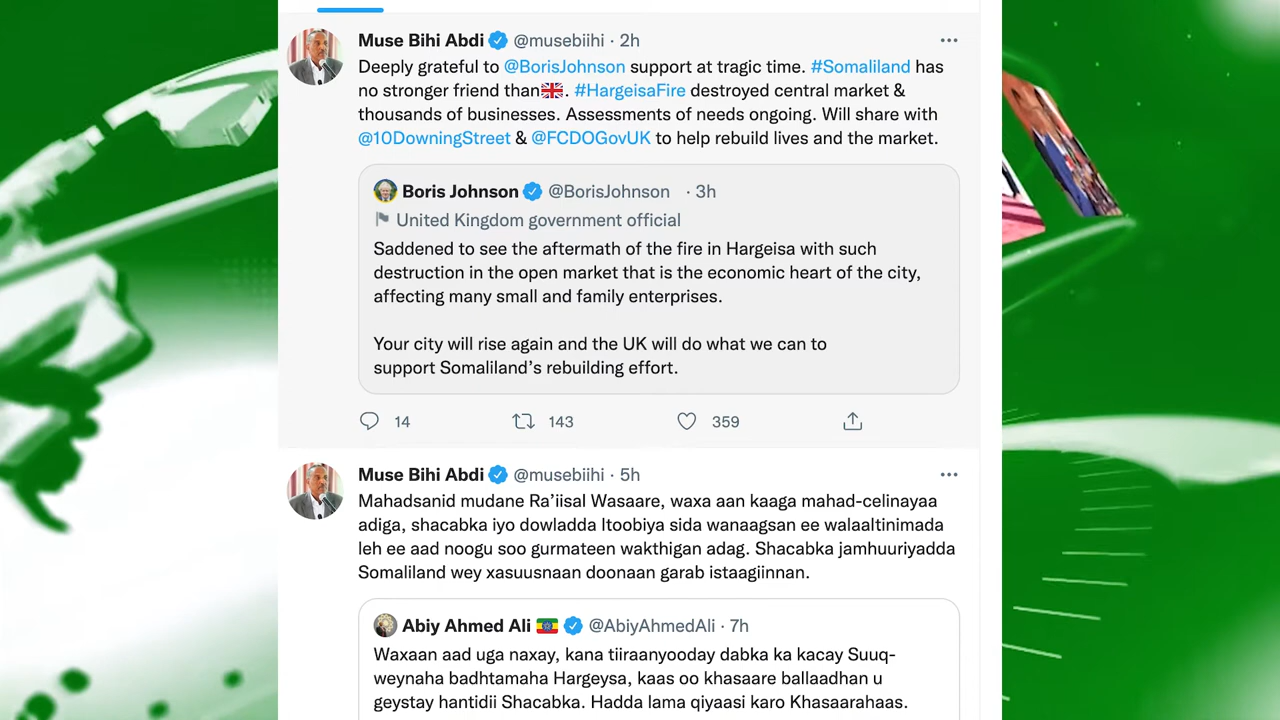 Muse Bihi Abdi @musebiihi · 2h
Deeply grateful to @BorisJohnson support at tragic time. #Somaliland has
no stronger friend than🇬🇧. #HargeisaFire destroyed central market &
thousands of businesses. Assessments of needs ongoing. Will share with
@10DowningStreet & @FCDOGovUK to help rebuild lives and the market.
Boris Johnson @BorisJohnson · 3h
United Kingdom government official
Saddened to see the aftermath of the fire in Hargeisa with such
destruction in the open market that is the economic heart of the city,
affecting many small and family enterprises.
Your city will rise again and the UK will do what we can to
support Somaliland’s rebuilding effort.
14 143 359
Muse Bihi Abdi @musebiihi · 5h
Mahadsanid mudane Ra’iisal Wasaare, waxa aan kaaga mahad-celinayaa
adiga, shacabka iyo dowladda Itoobiya sida wanaagsan ee walaaltinimada
leh ee aad noogu soo gurmateen wakthigan adag. Shacabka jamhuuriyadda
Somaliland wey xasuusnaan doonaan garab istaagiinnan.
Abiy Ahmed Ali 🇪🇹 @AbiyAhmedAli · 7h
Waxaan aad uga naxay, kana tiiraanyooday dabka ka kacay Suuq-
weynaha badhtamaha Hargeysa, kaas oo khasaare ballaadhan u
geystay hantidii Shacabka. Hadda lama qiyaasi karo Khasaarahaas.